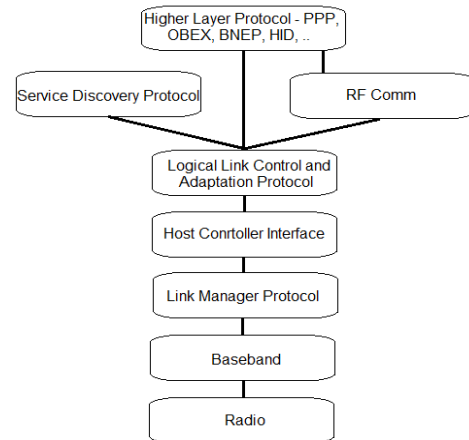 Higher Layer Protocol - PPP,
OBEX, BNEP, HID, ..
Service Discovery Protocol
RF Comm
Logical Link Control and
Adaptation Protocol
Host Conrtoller Interface
Link Manager Protocol
Baseband
Radio